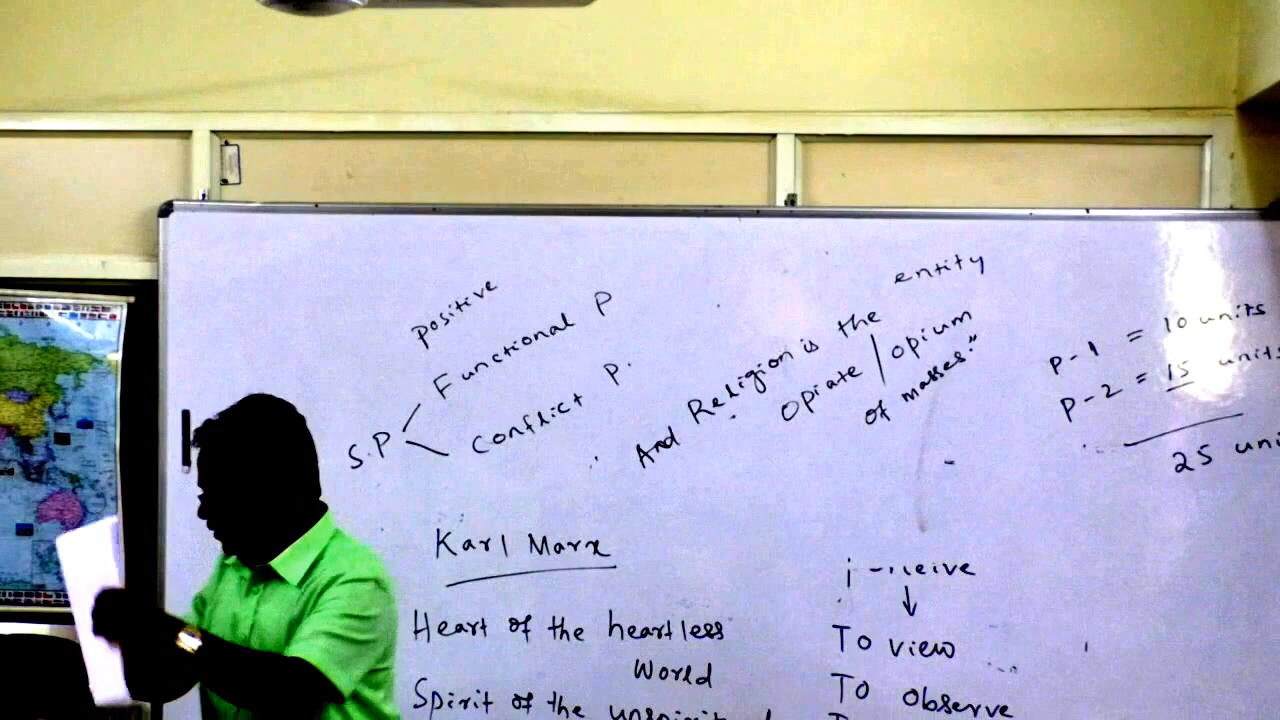 positive
Functional P
S.P
Conflict P.
entity
And Religion is the
Opiate / opium
of masses."
P-1 = 10 units
P-2 = 15 units
25
Karl Marx
Heart of the heartless
World
Spirit of the
To view
To observe